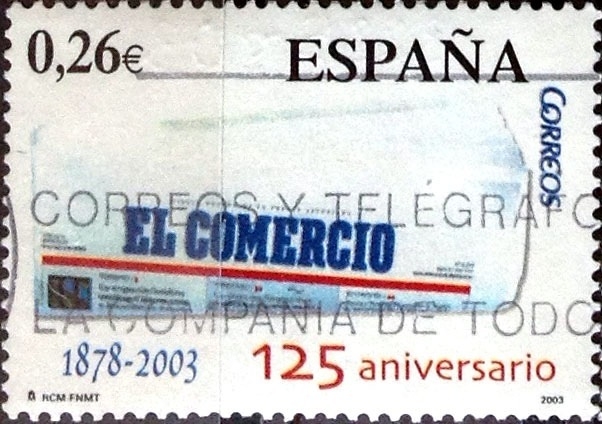 0,26€
ESPAÑA
CORREOS
CORREOS Y TELÉGRAFO
EL COMERCIO
LA COMPAÑIA DE TODO
1878-2003
125 aniversario
RCM-FNMT
2003